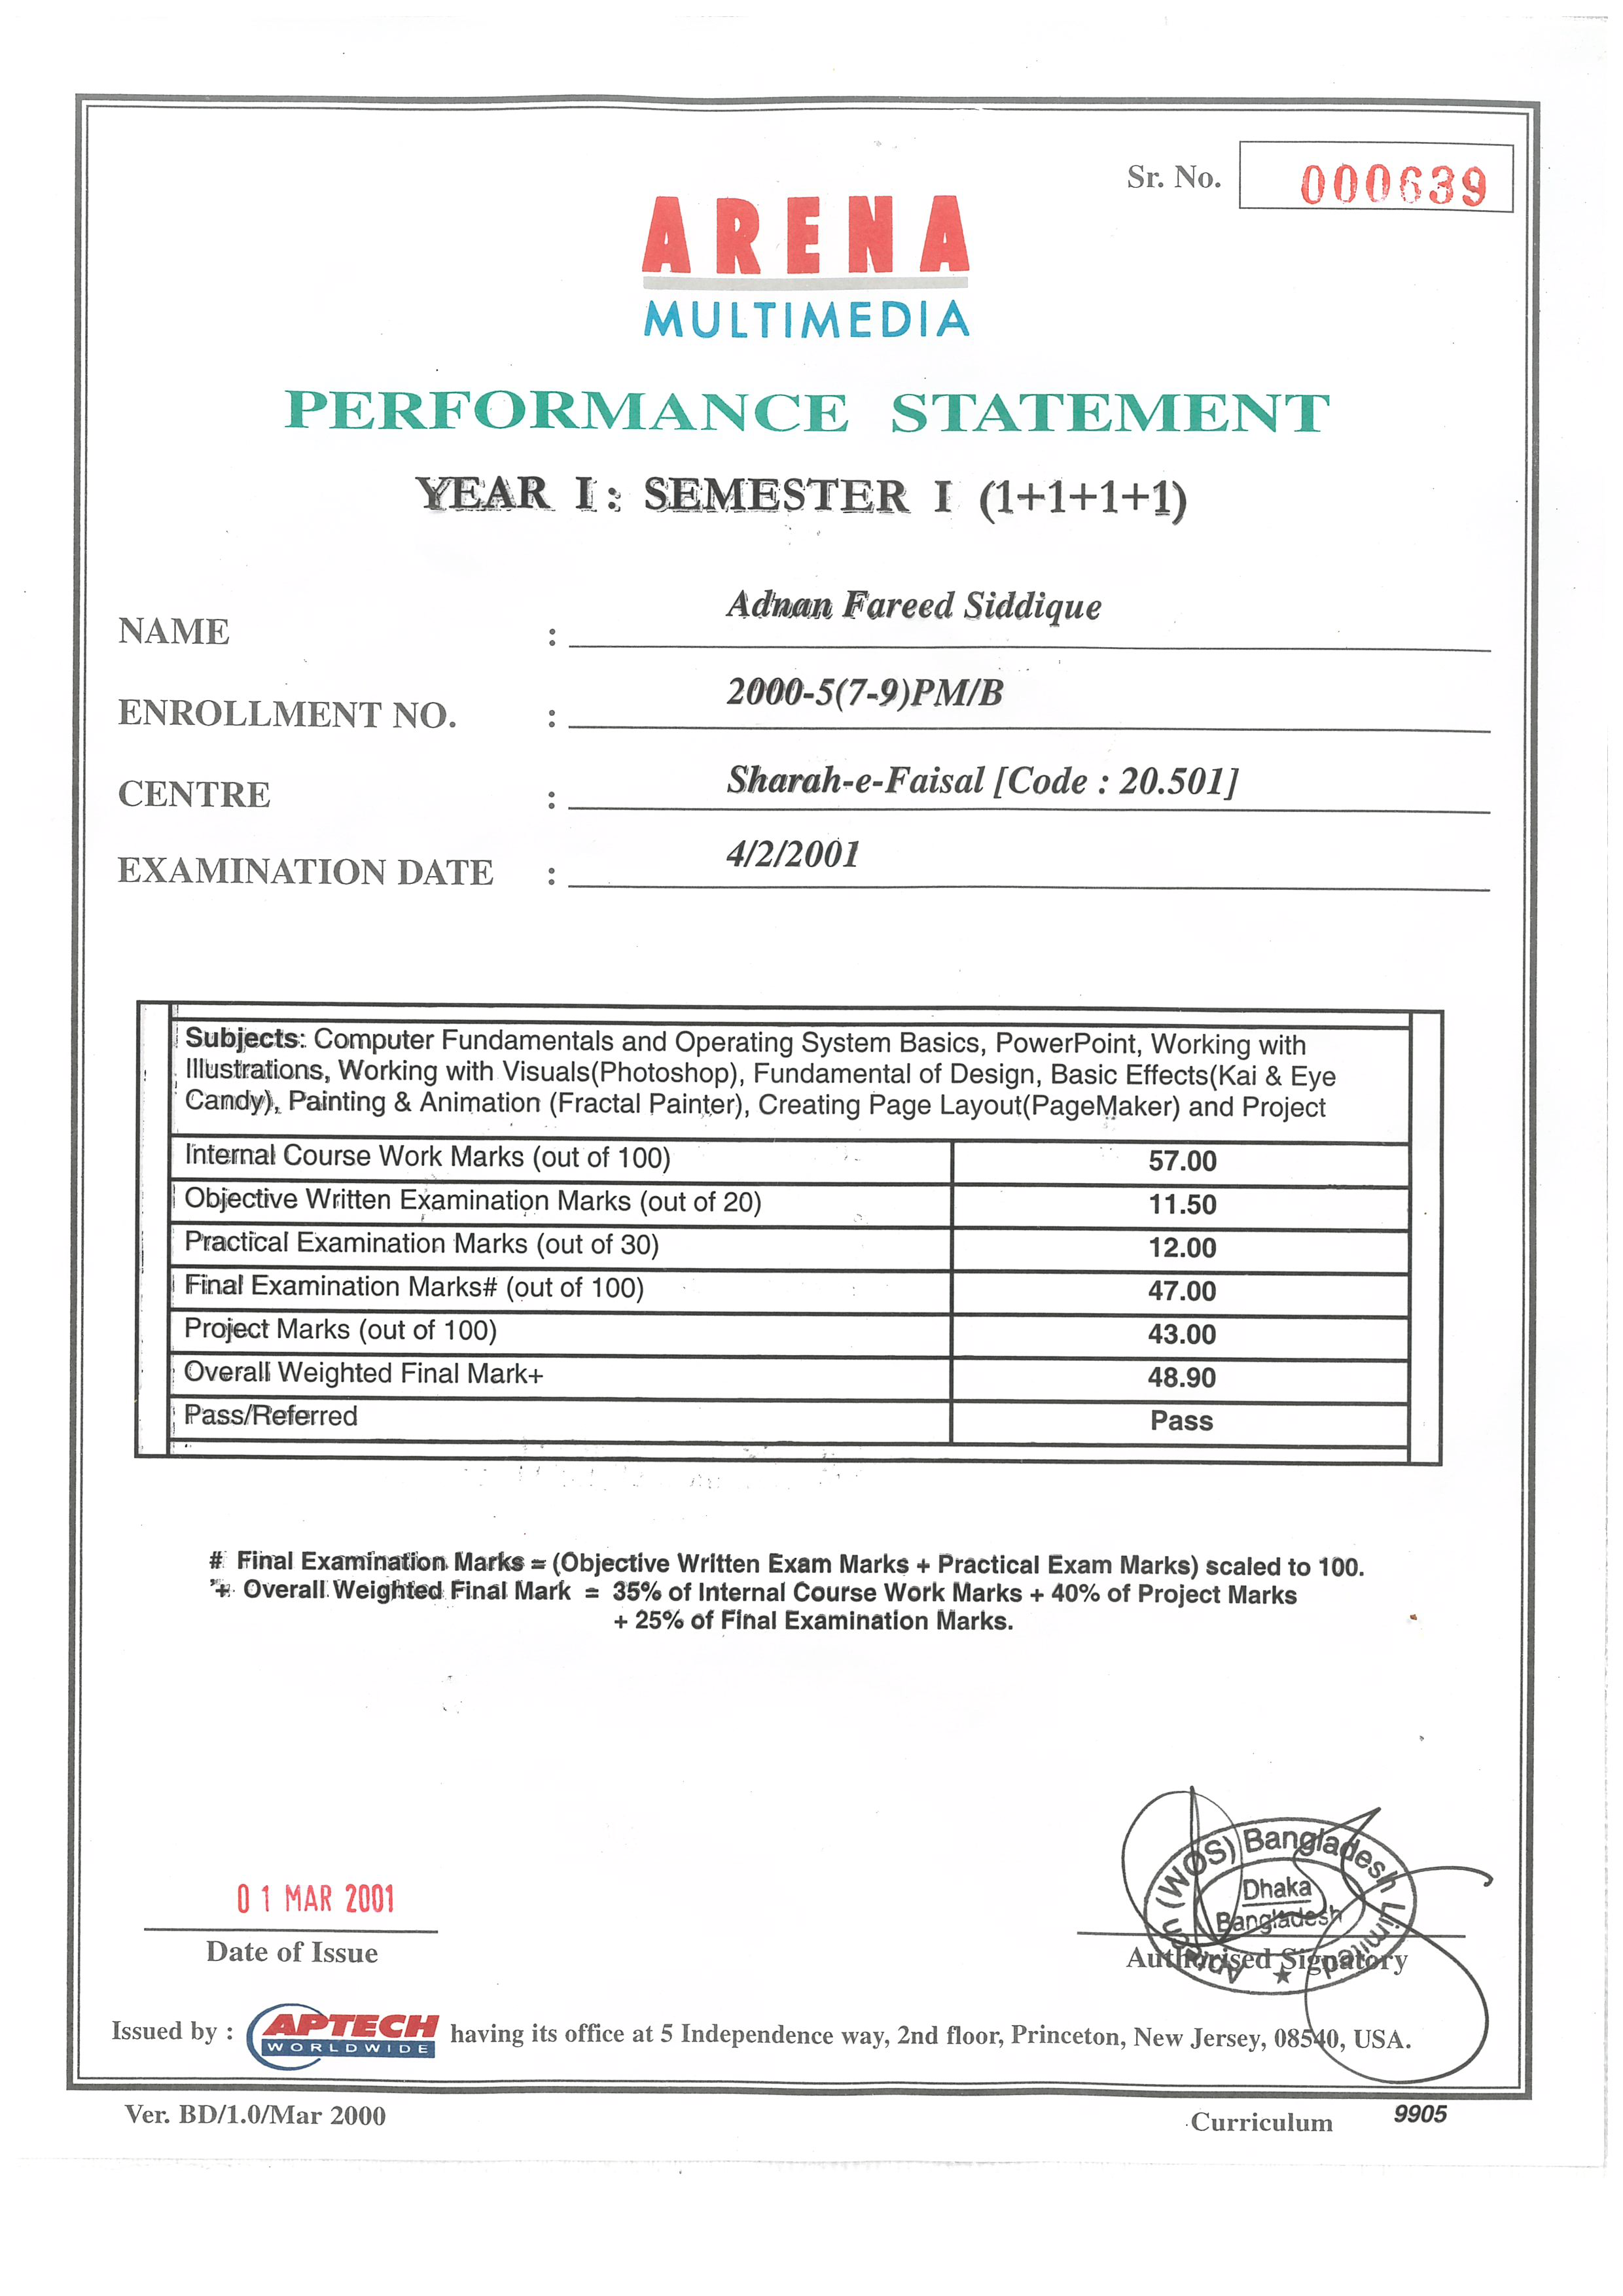 Sr. No. 000639
ARENA
MULTIMEDIA
PERFORMANCE STATEMENT
YEAR I : SEMESTER I (1+1+1+1)
NAME : Adnan Fareed Siddique
ENROLLMENT NO. : 2000-5(7-9)PM/B
CENTRE : Sharah-e-Faisal [Code : 20.501]
EXAMINATION DATE : 4/2/2001
Subjects: Computer Fundamentals and Operating System Basics, PowerPoint, Working with
Illustrations, Working with Visuals(Photoshop), Fundamental of Design, Basic Effects(Kai & Eye
Candy), Painting & Animation (Fractal Painter), Creating Page Layout(PageMaker) and Project
Internal Course Work Marks (out of 100) 57.00
Objective Written Examination Marks (out of 20) 11.50
Practical Examination Marks (out of 30) 12.00
Final Examination Marks# (out of 100) 47.00
Project Marks (out of 100) 43.00
Overall Weighted Final Mark+ 48.90
Pass/Referred Pass
# Final Examination Marks = (Objective Written Exam Marks + Practical Exam Marks) scaled to 100.
'+ Overall Weighted Final Mark = 35% of Internal Course Work Marks + 40% of Project Marks
+ 25% of Final Examination Marks.
01 MAR 2001
Date of Issue
Aptech (WOS) Bangladesh Limited
Dhaka
Bangladesh
Authorised Signatory
Issued by : APTECH WORLDWIDE having its office at 5 Independence way, 2nd floor, Princeton, New Jersey, 08540, USA.
Ver. BD/1.0/Mar 2000
Curriculum 9905